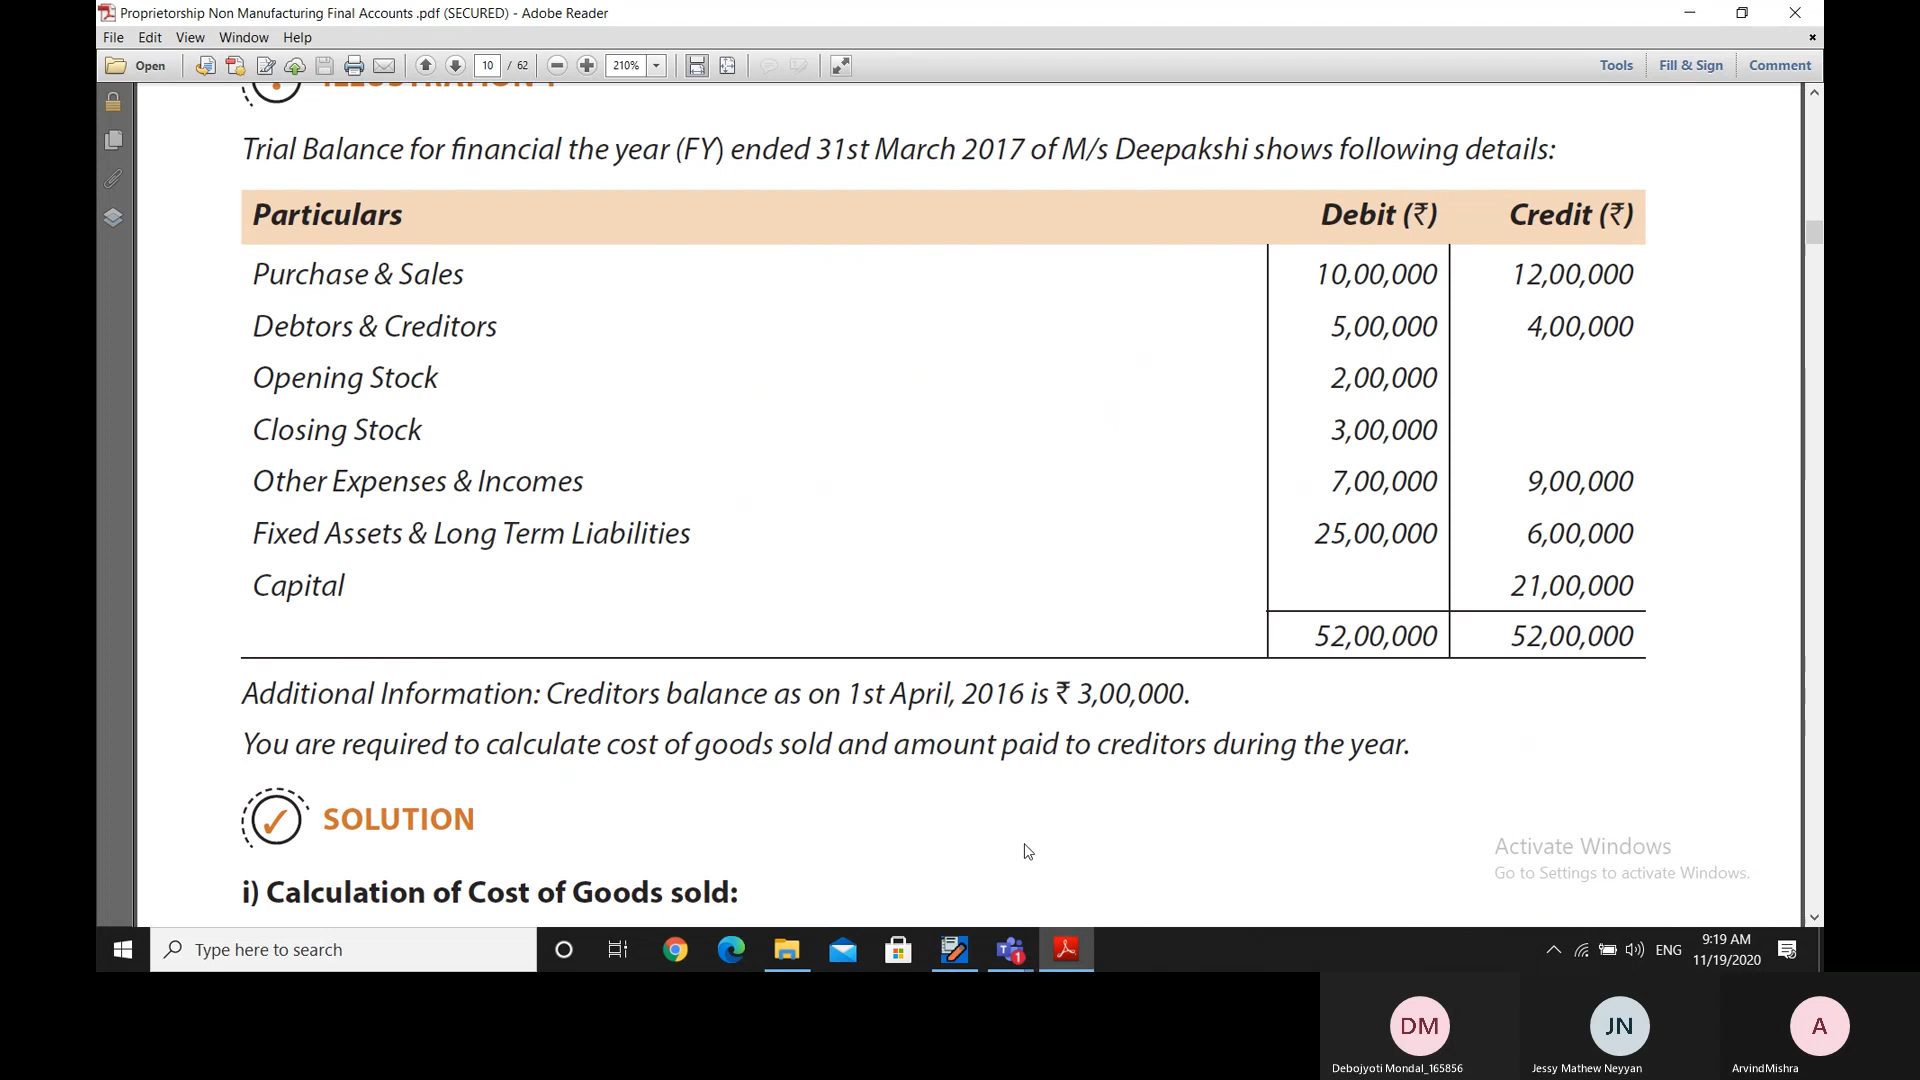 Proprietorship Non Manufacturing Final Accounts .pdf (SECURED) - Adobe Reader
File Edit View Window Help
Open 10 / 62 210% Tools Fill & Sign Comment
Trial Balance for financial the year (FY) ended 31st March 2017 of M/s Deepakshi shows following details:
Particulars Debit (₹) Credit (₹)
Purchase & Sales 10,00,000 12,00,000
Debtors & Creditors 5,00,000 4,00,000
Opening Stock 2,00,000
Closing Stock 3,00,000
Other Expenses & Incomes 7,00,000 9,00,000
Fixed Assets & Long Term Liabilities 25,00,000 6,00,000
Capital 21,00,000
52,00,000 52,00,000
Additional Information: Creditors balance as on 1st April, 2016 is ₹ 3,00,000.
You are required to calculate cost of goods sold and amount paid to creditors during the year.
SOLUTION
Activate Windows
Go to Settings to activate Windows.
i) Calculation of Cost of Goods sold:
Type here to search 1 ENG 9:19 AM
11/19/2020
DM JN A
Debojyoti Mondal_165856 Jessy Mathew Neyyan ArvindMishra